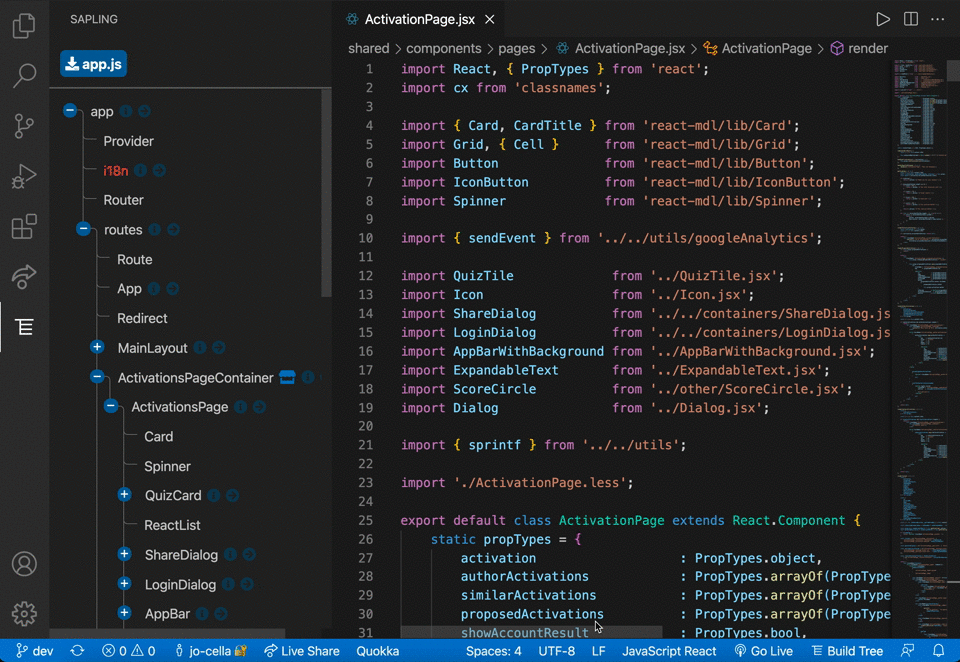 SAPLING
app.js
app
Provider
i18n
Router
routes
Route
App
Redirect
MainLayout
ActivationsPageContainer
ActivationsPage
Card
Spinner
QuizCard
ReactList
ShareDialog
LoginDialog
AppBar
ActivationPage.jsx
shared > components > pages > ActivationPage.jsx > ActivationPage > render
1 import React, { PropTypes } from 'react';
2 import cx from 'classnames';
3
4 import { Card, CardTitle } from 'react-mdl/lib/Card';
5 import Grid, { Cell } from 'react-mdl/lib/Grid';
6 import Button from 'react-mdl/lib/Button';
7 import IconButton from 'react-mdl/lib/IconButton';
8 import Spinner from 'react-mdl/lib/Spinner';
9
10 import { sendEvent } from '../../utils/googleAnalytics';
11
12 import QuizTile from '../QuizTile.jsx';
13 import Icon from '../Icon.jsx';
14 import ShareDialog from '../../containers/ShareDialog.js
15 import LoginDialog from '../../containers/LoginDialog.js
16 import AppBarWithBackground from '../AppBarWithBackground.jsx';
17 import ExpandableText from '../ExpandableText.jsx';
18 import ScoreCircle from '../other/ScoreCircle.jsx';
19 import Dialog from '../Dialog.jsx';
20
21 import { sprintf } from '../../utils';
22
23 import './ActivationPage.less';
24
25 export default class ActivationPage extends React.Component {
26 static propTypes = {
27 activation : PropTypes.object,
28 authorActivations : PropTypes.arrayOf(PropType
29 similarActivations : PropTypes.arrayOf(PropType
30 proposedActivations : PropTypes.arrayOf(PropType
31 showAccountResult : PropTypes.bool,
dev 0 0 jo-cella Live Share Quokka Spaces: 4 UTF-8 LF JavaScript React Go Live Build Tree